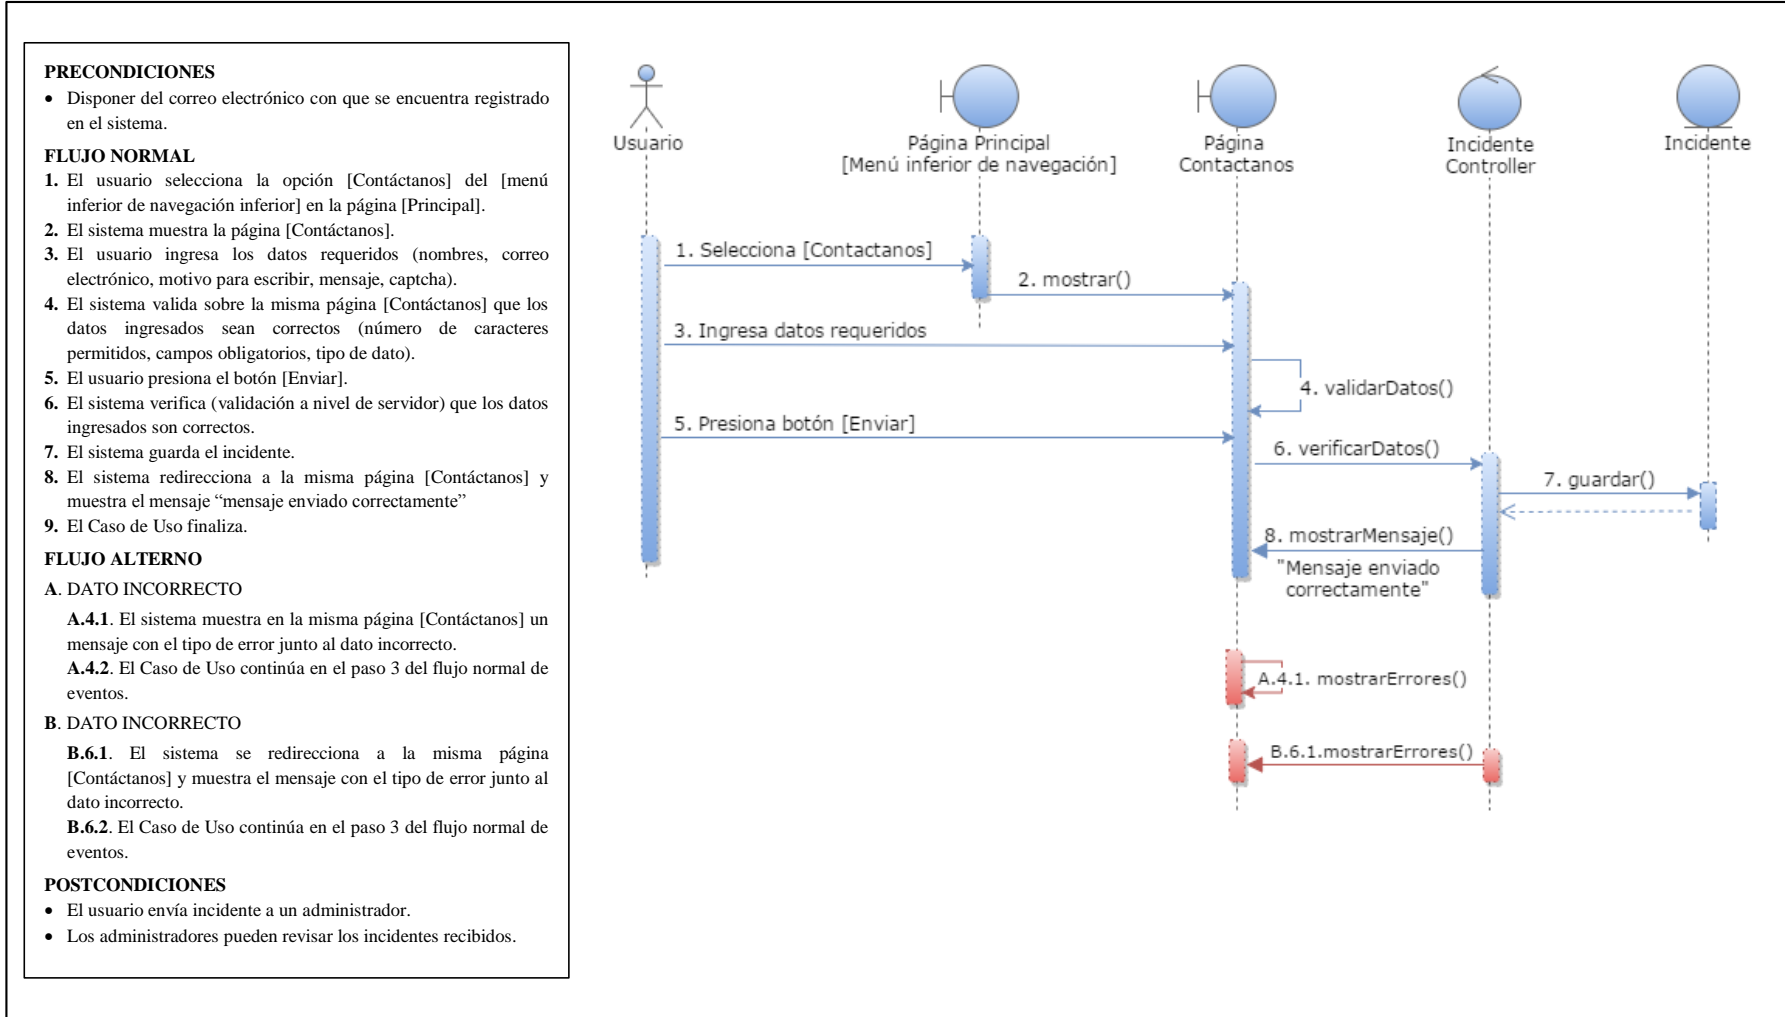 PRECONDICIONES
• Disponer del correo electrónico con que se encuentra registrado
en el sistema.
FLUJO NORMAL
1. El usuario selecciona la opción [Contáctanos] del [menú
inferior de navegación inferior] en la página [Principal].
2. El sistema muestra la página [Contáctanos].
3. El usuario ingresa los datos requeridos (nombres, correo
electrónico, motivo para escribir, mensaje, captcha).
4. El sistema valida sobre la misma página [Contáctanos] que los
datos ingresados sean correctos (número de caracteres
permitidos, campos obligatorios, tipo de dato).
5. El usuario presiona el botón [Enviar].
6. El sistema verifica (validación a nivel de servidor) que los datos
ingresados son correctos.
7. El sistema guarda el incidente.
8. El sistema redirecciona a la misma página [Contáctanos] y
muestra el mensaje “mensaje enviado correctamente”
9. El Caso de Uso finaliza.
FLUJO ALTERNO
A. DATO INCORRECTO
A.4.1. El sistema muestra en la misma página [Contáctanos] un
mensaje con el tipo de error junto al dato incorrecto.
A.4.2. El Caso de Uso continúa en el paso 3 del flujo normal de
eventos.
B. DATO INCORRECTO
B.6.1. El sistema se redirecciona a la misma página
[Contáctanos] y muestra el mensaje con el tipo de error junto al
dato incorrecto.
B.6.2. El Caso de Uso continúa en el paso 3 del flujo normal de
eventos.
POSTCONDICIONES
• El usuario envía incidente a un administrador.
• Los administradores pueden revisar los incidentes recibidos.
Usuario
Página Principal
[Menú inferior de navegación]
Página
Contactanos
Incidente
Controller
Incidente
1. Selecciona [Contactanos]
2. mostrar()
3. Ingresa datos requeridos
4. validarDatos()
5. Presiona botón [Enviar]
6. verificarDatos()
7. guardar()
8. mostrarMensaje()
"Mensaje enviado
correctamente"
A.4.1. mostrarErrores()
B.6.1.mostrarErrores()